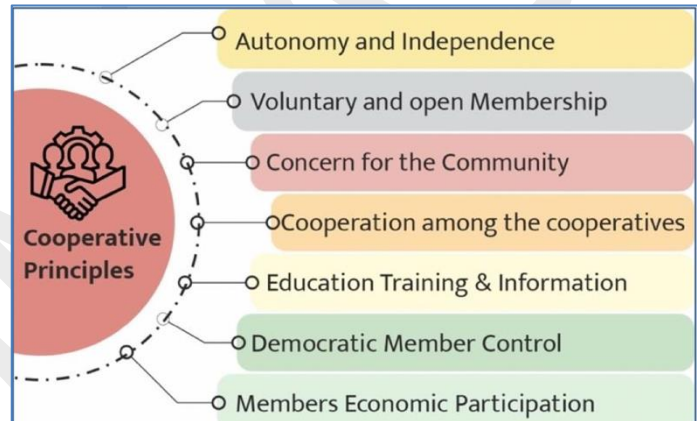 Autonomy and Independence
Voluntary and open Membership
Concern for the Community
Cooperation among the cooperatives
Cooperative
Principles
Education Training & Information
Democratic Member Control
Members Economic Participation